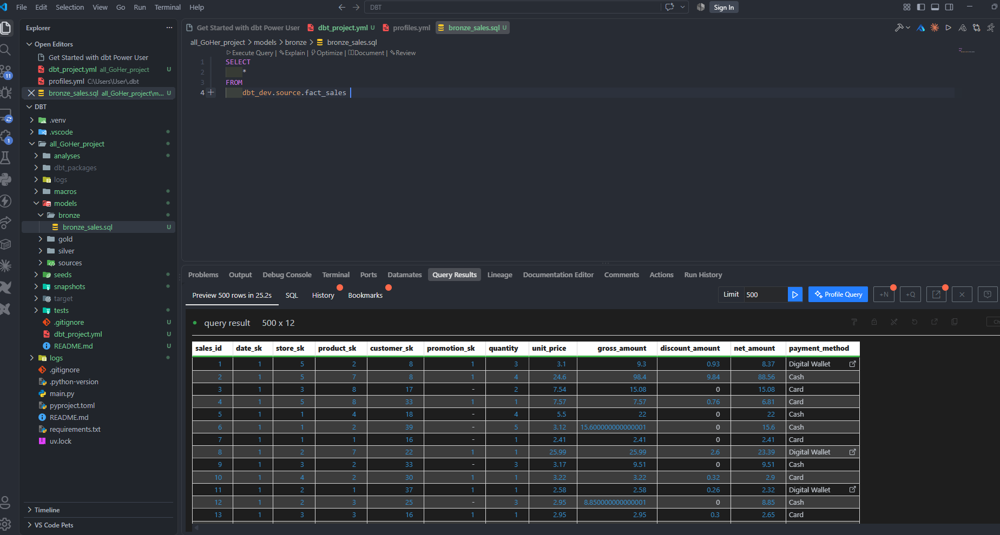 File Edit Selection View Go Run Terminal Help
DBT
Sign In
Explorer
Open Editors
Get Started with dbt Power User
dbt_project.yml all_GoHer_project U
profiles.yml C:\Users\User\.dbt
bronze_sales.sql all_GoHer_project\m... U
DBT
.venv
.vscode
all_GoHer_project
analyses
dbt_packages
logs
macros
models
bronze
bronze_sales.sql U
gold
silver
sources
seeds
snapshots
target
tests
.gitignore U
dbt_project.yml U
README.md U
logs
.gitignore
.python-version
main.py
pyproject.toml
README.md
requirements.txt
uv.lock
Timeline
VS Code Pets
11
1
Get Started with dbt Power User dbt_project.yml U profiles.yml bronze_sales.sql U
all_GoHer_project > models > bronze > bronze_sales.sql
Execute Query | Explain | Optimize | Document | Review
1 SELECT
2 *
3 FROM
4 dbt_dev.source.fact_sales
Problems Output Debug Console Terminal Ports Datamates Query Results Lineage Documentation Editor Comments Actions Run History
Preview 500 rows in 25.2s SQL History Bookmarks Limit 500 Profile Query +N +Q
query result 500 x 12 Ch
sales_id date_sk store_sk product_sk customer_sk promotion_sk quantity unit_price gross_amount discount_amount net_amount payment_method
1 1 5 2 8 1 3 3.1 9.3 0.93 8.37 Digital Wallet
2 1 5 7 8 1 4 24.6 98.4 9.84 88.56 Cash
3 1 3 8 17 - 2 7.54 15.08 0 15.08 Card
4 1 5 8 33 1 1 7.57 7.57 0.76 6.81 Card
5 1 1 4 18 - 4 5.5 22 0 22 Cash
6 1 1 2 39 - 5 3.12 15.600000000000001 0 15.6 Cash
7 1 1 1 16 - 1 2.41 2.41 0 2.41 Card
8 1 2 7 22 1 1 25.99 25.99 2.6 23.39 Digital Wallet
9 1 3 2 33 - 3 3.17 9.51 0 9.51 Cash
10 1 4 2 30 1 1 3.22 3.22 0.32 2.9 Card
11 1 2 1 37 1 1 2.58 2.58 0.26 2.32 Digital Wallet
12 1 2 3 25 - 3 2.95 8.850000000000001 0 8.85 Cash
13 1 3 3 16 1 1 2.95 2.95 0.3 2.65 Card